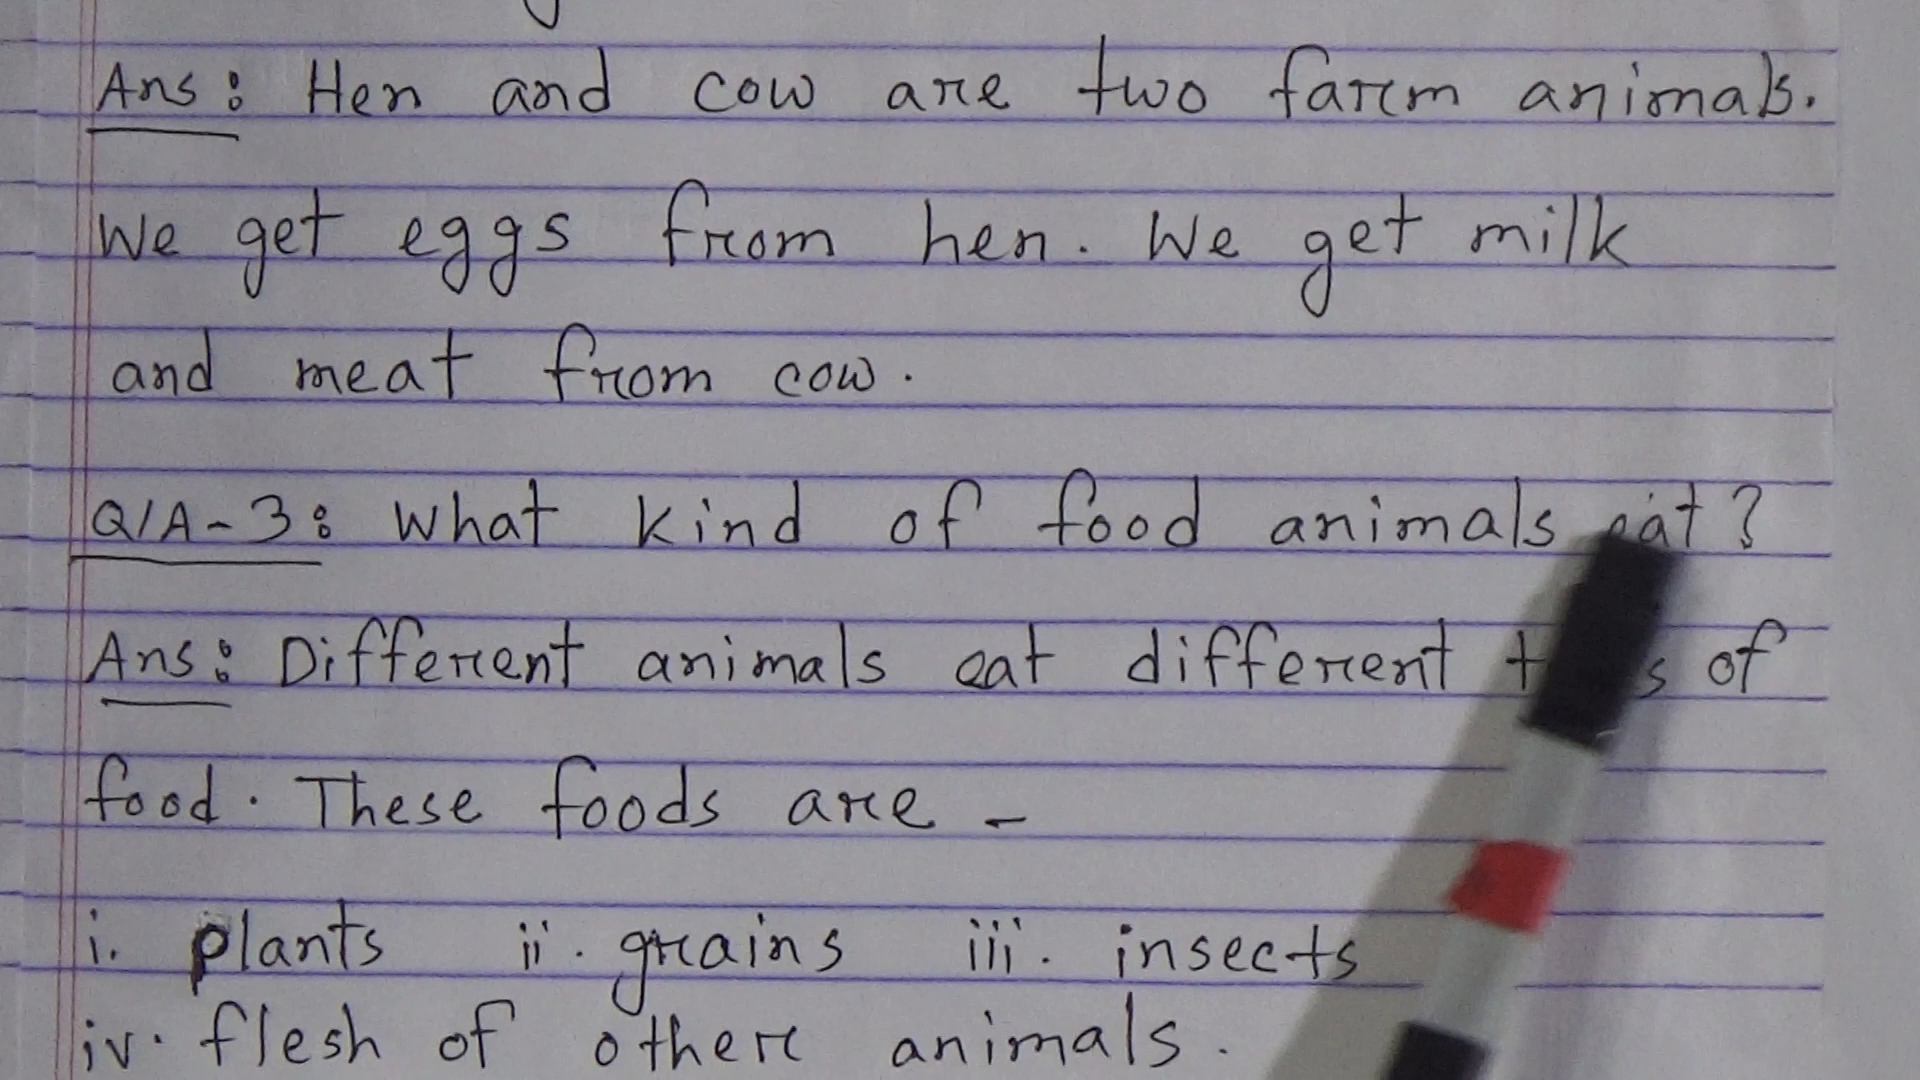 Ans: Hen and cow are two farm animals.
We get eggs from hen. We get milk
and meat from cow.
Q/A-3: What kind of food animals eat?
Ans: Different animals eat different of
food. These foods are -
i. plants ii. grains iii. insects
iv. flesh of other animals.